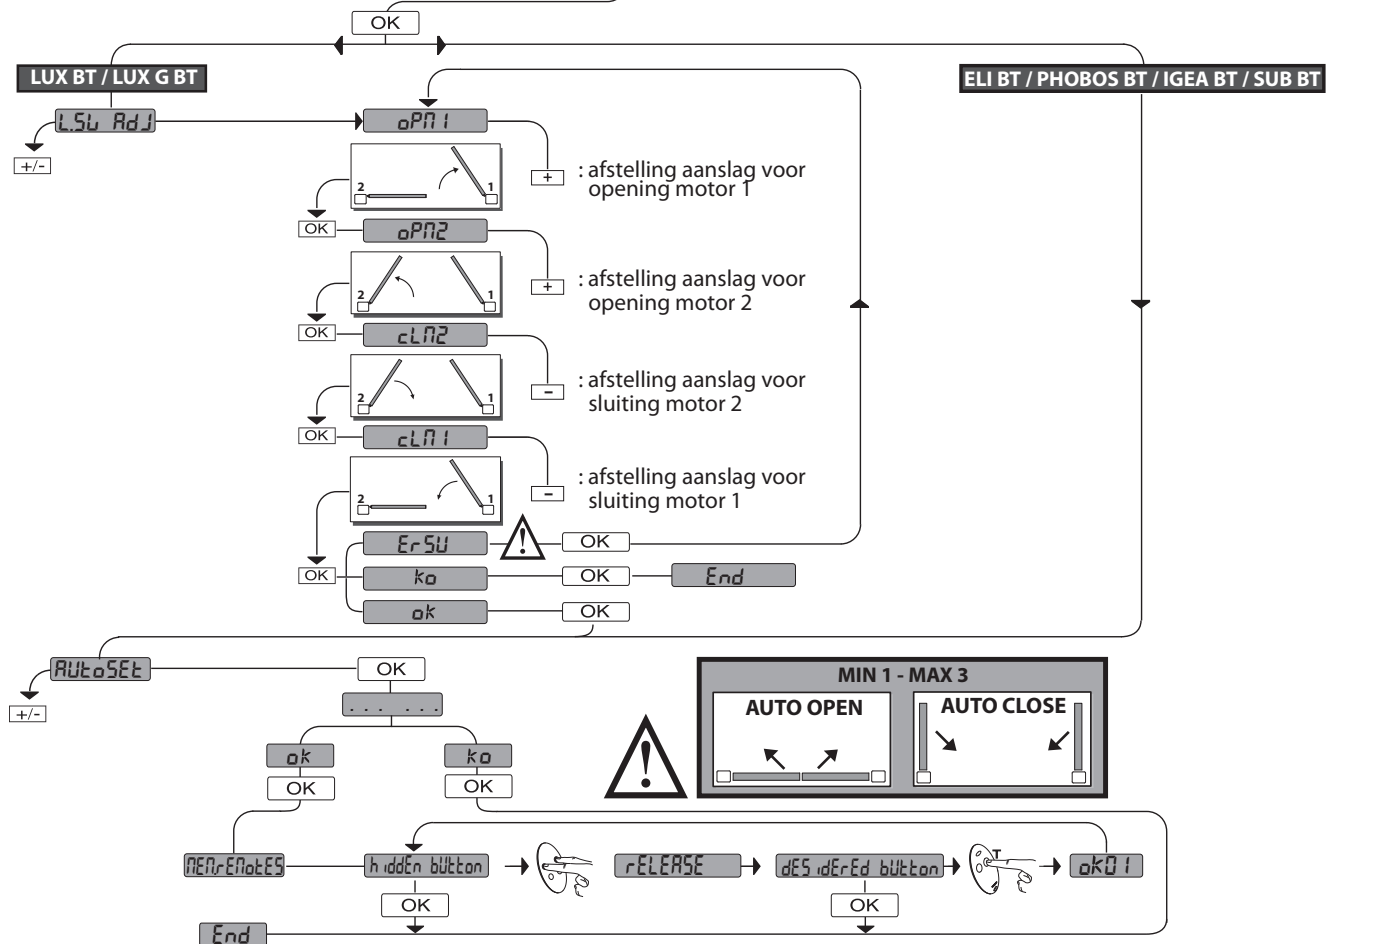 OK
LUX BT / LUX G BT
ELI BT / PHOBOS BT / IGEA BT / SUB BT
L.SW AdJ
+/-
oPM1
2 1
+
: afstelling aanslag voor
opening motor 1
OK
oPM2
2 1
+
: afstelling aanslag voor
opening motor 2
OK
cLM2
2 1
-
: afstelling aanslag voor
sluiting motor 2
OK
cLM1
2 1
-
: afstelling aanslag voor
sluiting motor 1
ErSW
!
OK
OK
ko
OK
End
ok
OK
AUtoSEt
+/-
OK
... ...
ok
OK
ko
OK
!
MIN 1 - MAX 3
AUTO OPEN
AUTO CLOSE
MEM.rEMotES
hiddEn bUtton
OK
rELEASE
dESidErEd bUtton
OK
T
oK01
End